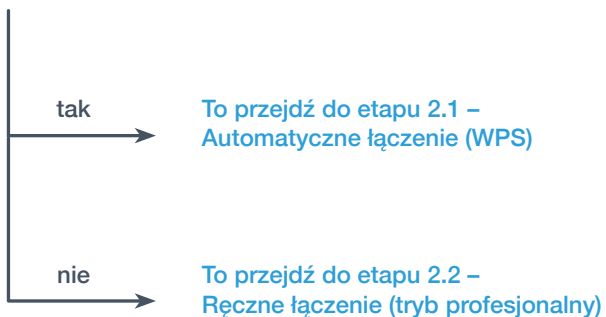 tak
To przejdź do etapu 2.1 –
Automatyczne łączenie (WPS)
nie
To przejdź do etapu 2.2 –
Ręczne łączenie (tryb profesjonalny)